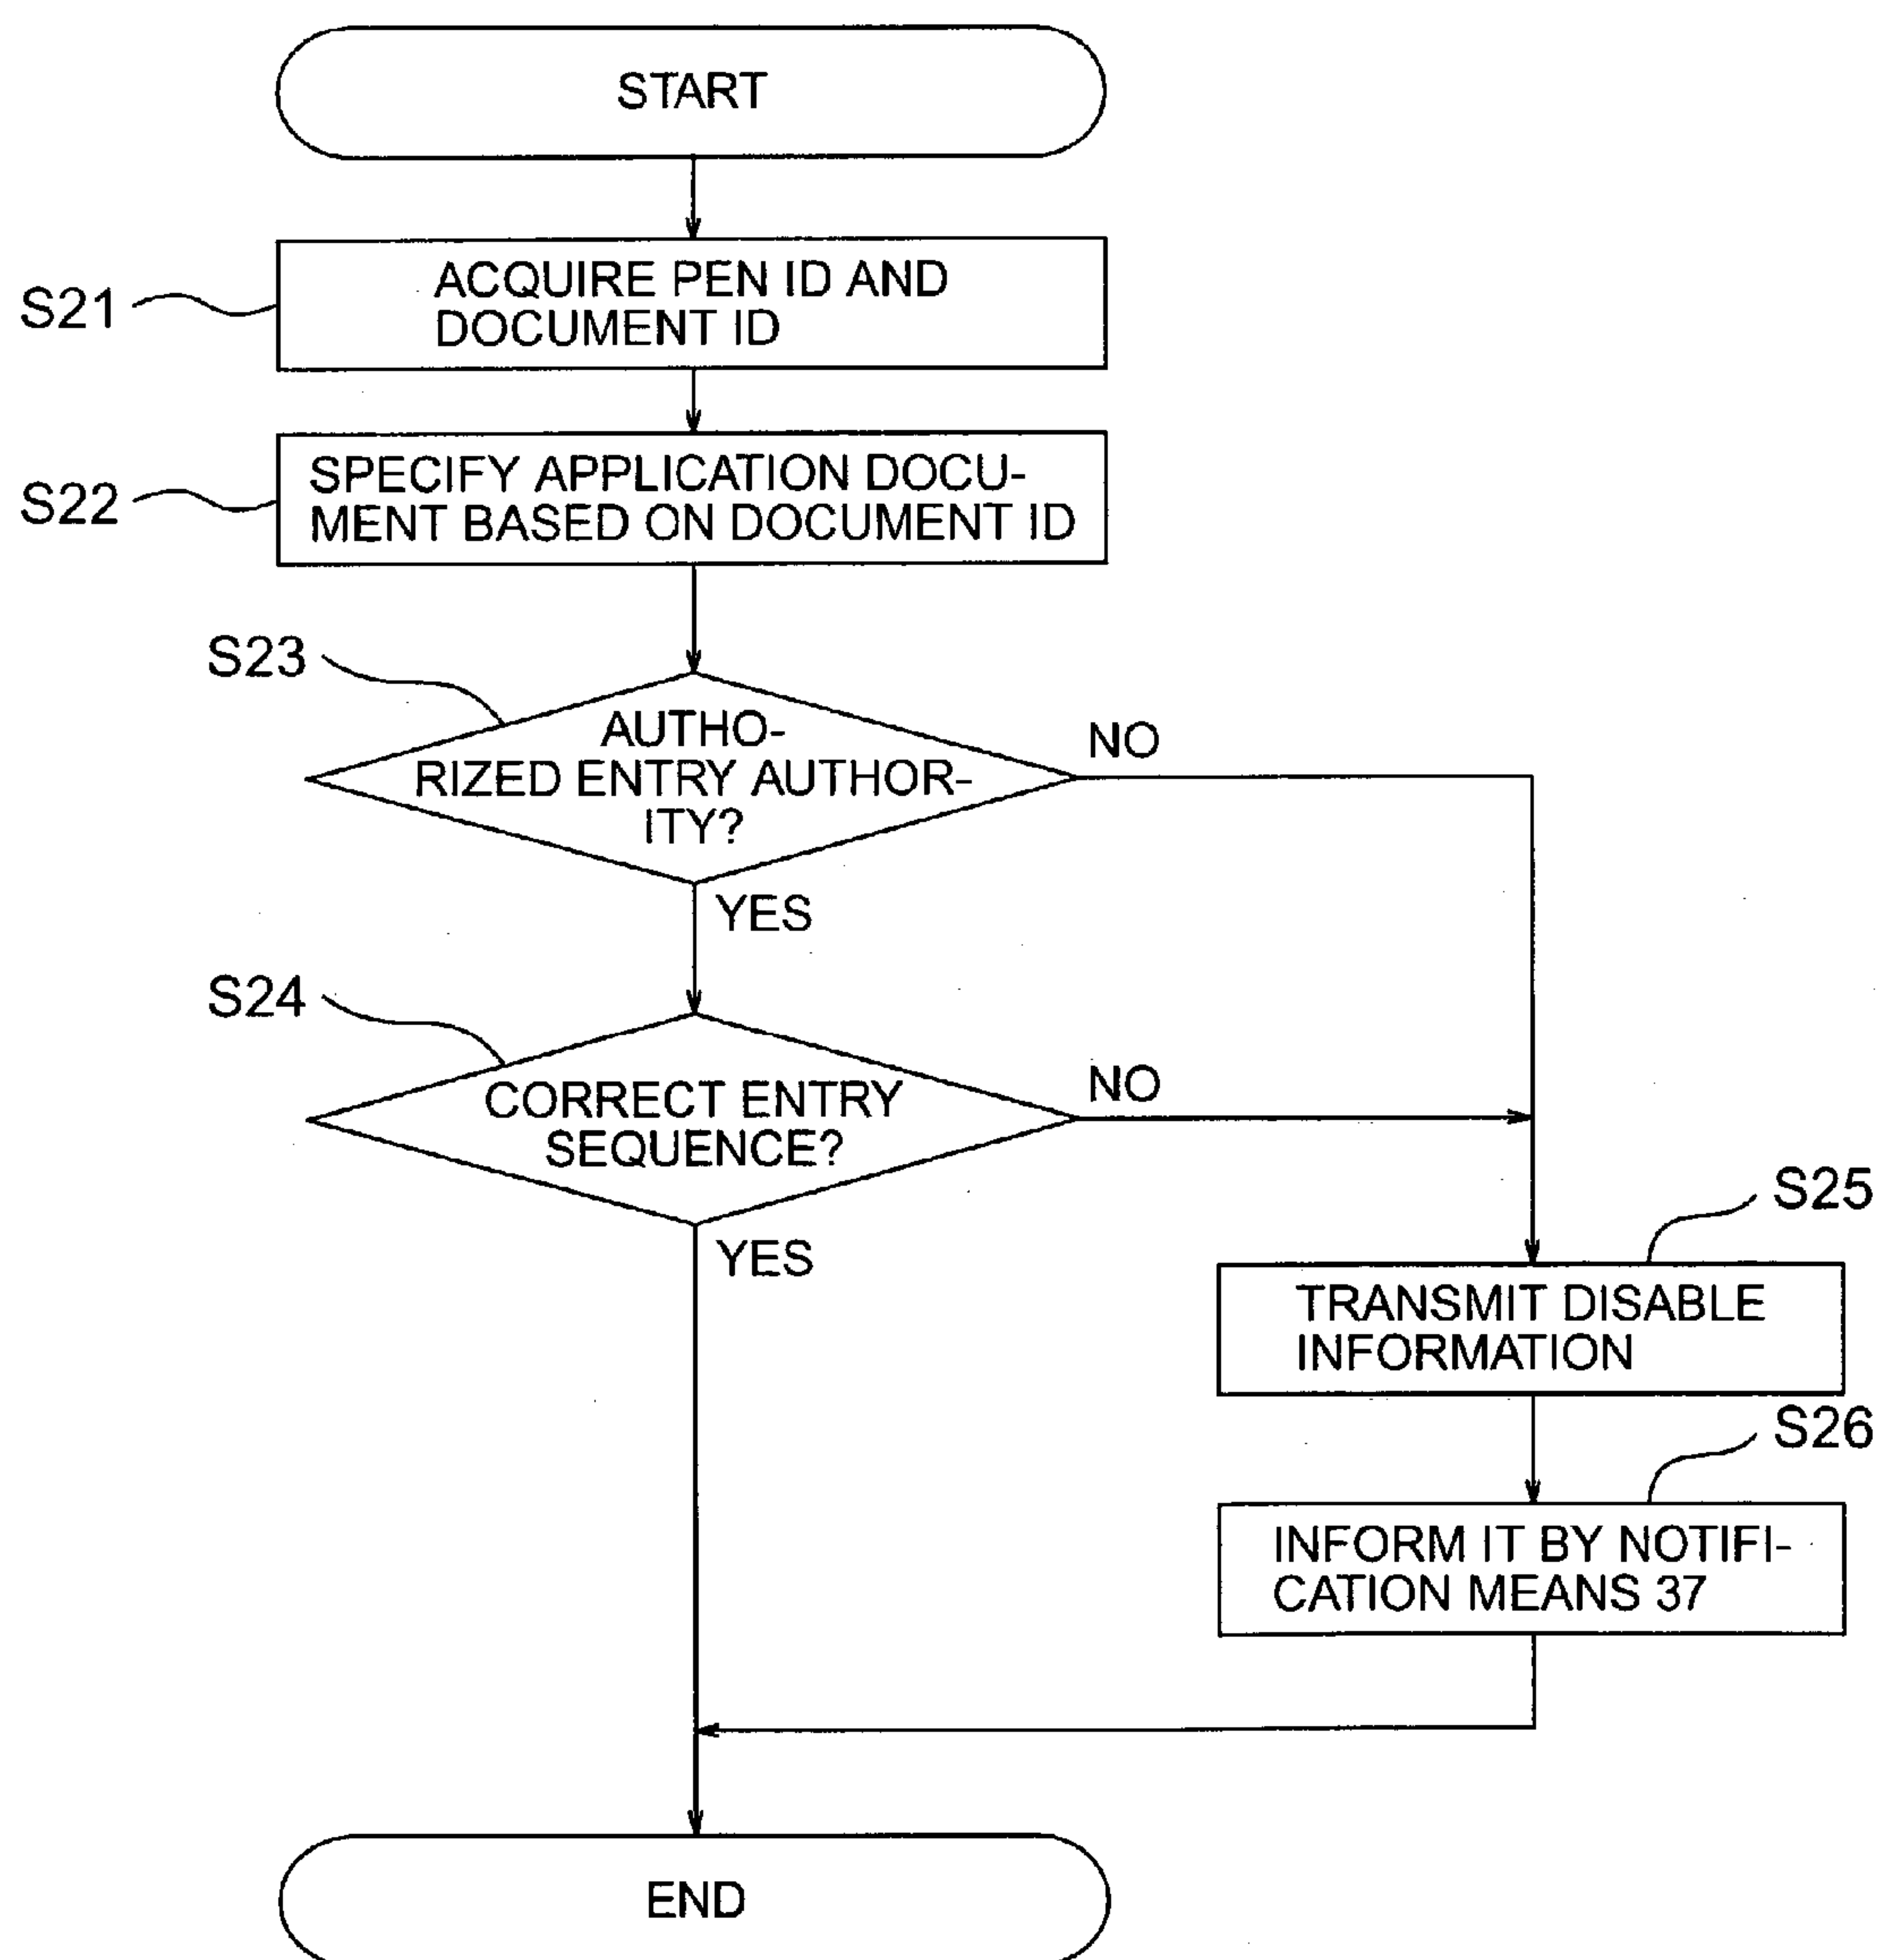 START
S21
ACQUIRE PEN ID AND
DOCUMENT ID
S22
SPECIFY APPLICATION DOCU-
MENT BASED ON DOCUMENT ID
S23
AUTHO-
RIZED ENTRY AUTHOR-
ITY?
NO
YES
S24
CORRECT ENTRY
SEQUENCE?
NO
YES
S25
TRANSMIT DISABLE
INFORMATION
S26
INFORM IT BY NOTIFI-
CATION MEANS 37
END